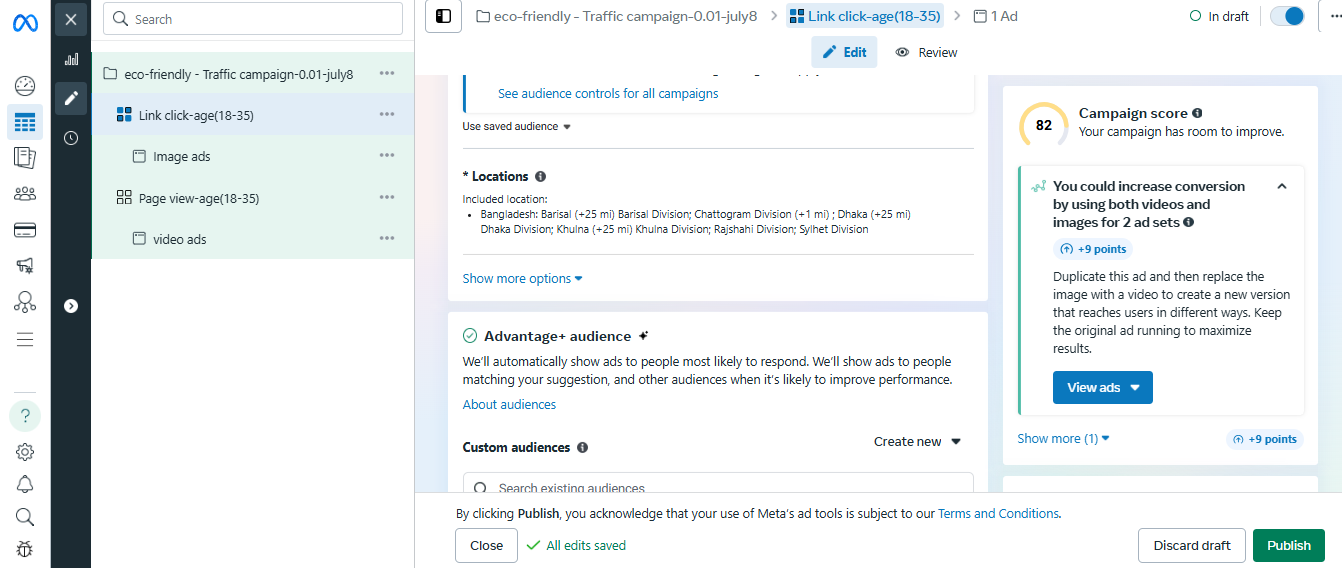 Search
eco-friendly - Traffic campaign-0.01-july8
Link click-age(18-35)
1 Ad
In draft
Edit
Review
eco-friendly - Traffic campaign-0.01-july8
Link click-age(18-35)
Image ads
Page view-age(18-35)
video ads
See audience controls for all campaigns
Use saved audience
* Locations
Included location:
Bangladesh: Barisal (+25 mi) Barisal Division; Chattogram Division (+1 mi) ; Dhaka (+25 mi)
Dhaka Division; Khulna (+25 mi) Khulna Division; Rajshahi Division; Sylhet Division
Show more options
Advantage+ audience
We'll automatically show ads to people most likely to respond. We'll show ads to people
matching your suggestion, and other audiences when it's likely to improve performance.
About audiences
Custom audiences
Create new
Search existing audiences
82
Campaign score
Your campaign has room to improve.
You could increase conversion
by using both videos and
images for 2 ad sets
+9 points
Duplicate this ad and then replace the
image with a video to create a new version
that reaches users in different ways. Keep
the original ad running to maximize
results.
View ads
Show more (1)
+9 points
By clicking Publish, you acknowledge that your use of Meta's ad tools is subject to our Terms and Conditions.
Close
All edits saved
Discard draft
Publish